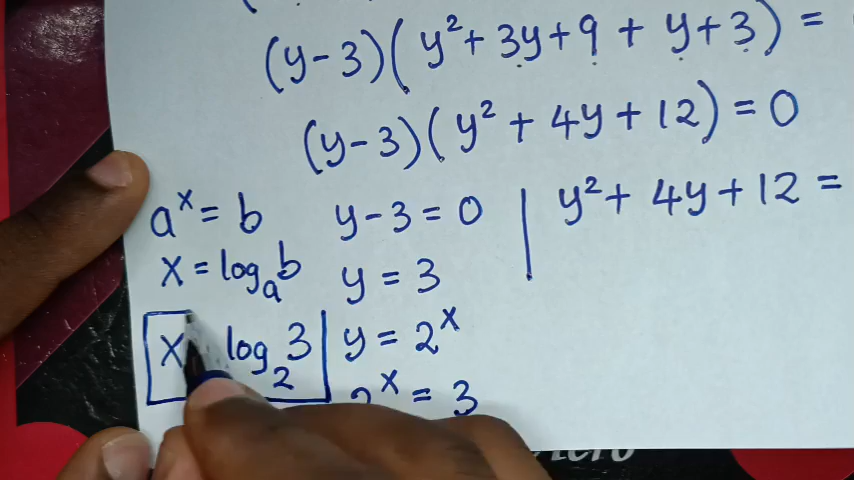 (y-3)(y²+3y+9+y+3)=
(y-3)(y²+4y+12)=0
aˣ=b
x=logₐb
x log₂3
y-3=0
y=3
y=2ˣ
2ˣ=3
y²+4y+12=